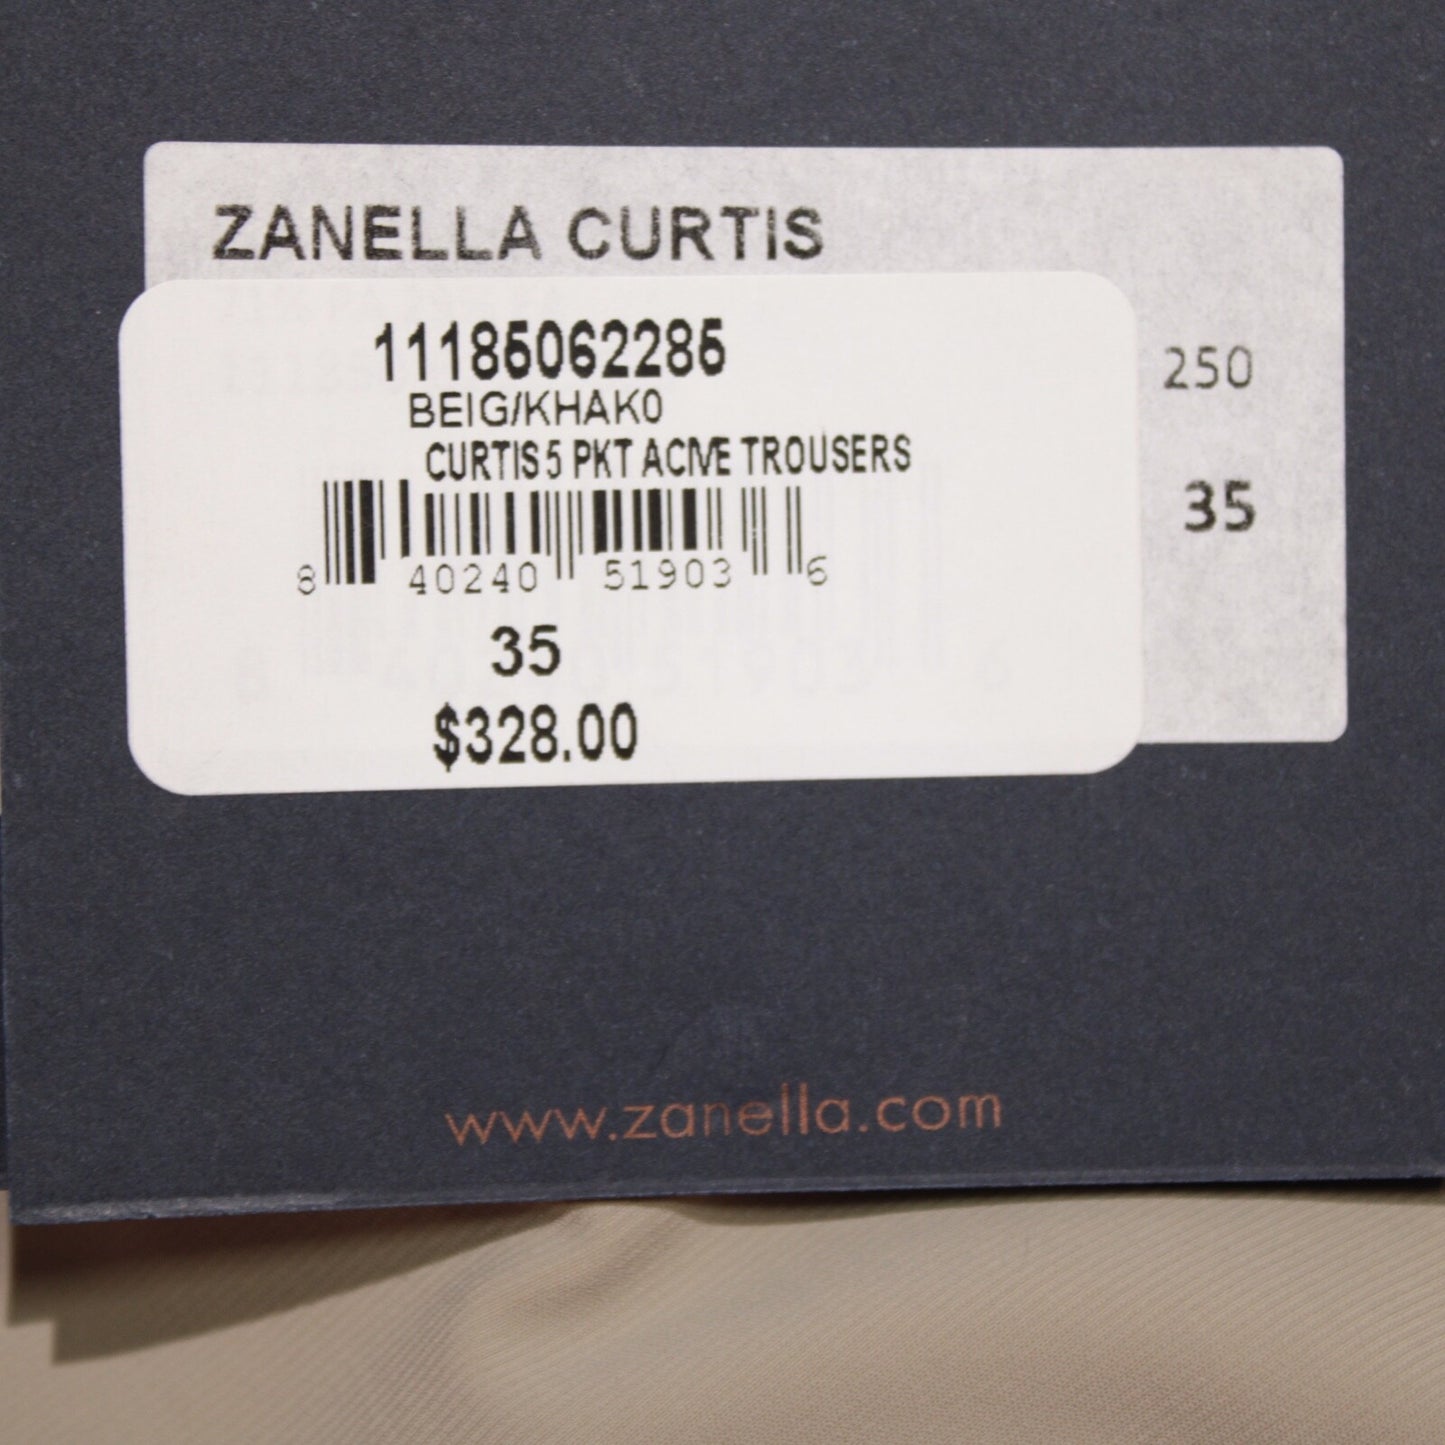 ZANELLA CURTIS
11185062285
BEIG/KHAK0
CURTIS 5 PKT ACIVE TROUSERS
8 40240 51903 6
35
$328.00
250
35
www.zanella.com